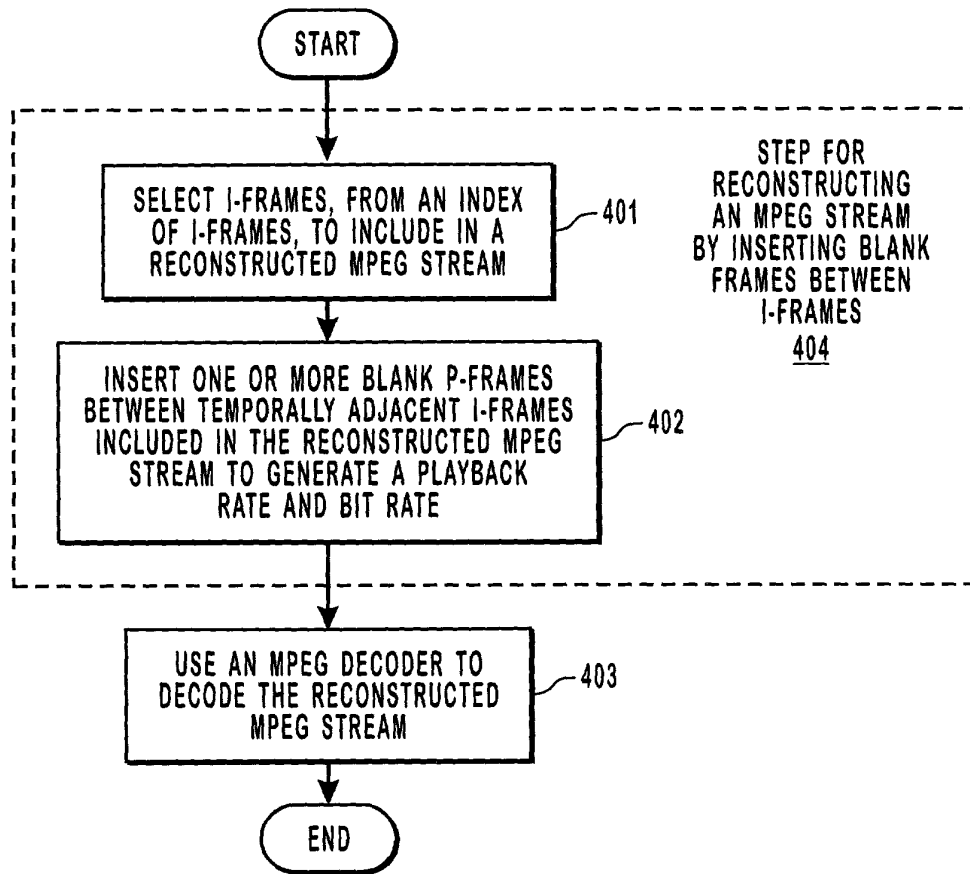 START
STEP FOR
RECONSTRUCTING
AN MPEG STREAM
BY INSERTING BLANK
FRAMES BETWEEN
I-FRAMES
404
SELECT I-FRAMES, FROM AN INDEX
OF I-FRAMES, TO INCLUDE IN A
RECONSTRUCTED MPEG STREAM
401
INSERT ONE OR MORE BLANK P-FRAMES
BETWEEN TEMPORALLY ADJACENT I-FRAMES
INCLUDED IN THE RECONSTRUCTED MPEG
STREAM TO GENERATE A PLAYBACK
RATE AND BIT RATE
402
USE AN MPEG DECODER TO
DECODE THE RECONSTRUCTED
MPEG STREAM
403
END